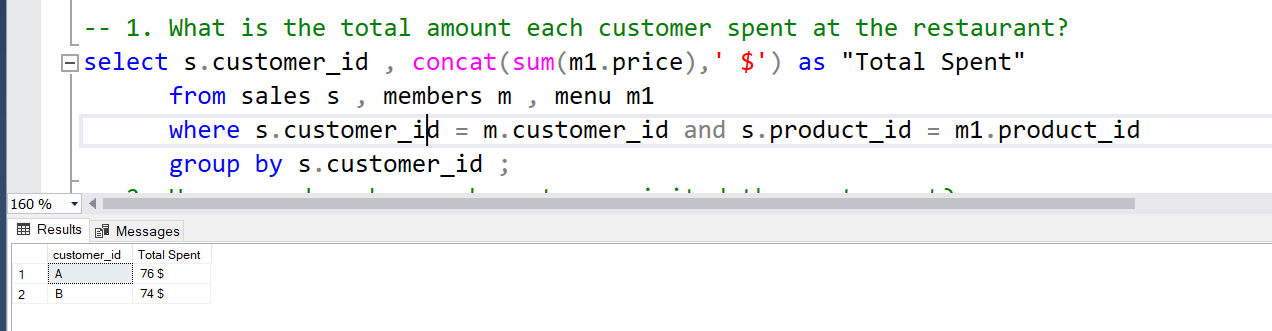 -- 1. What is the total amount each customer spent at the restaurant?
select s.customer_id , concat(sum(m1.price),' $') as "Total Spent"
from sales s , members m , menu m1
where s.customer_id = m.customer_id and s.product_id = m1.product_id
group by s.customer_id ;
160 %
Results Messages
customer_id Total Spent
1 A 76 $
2 B 74 $